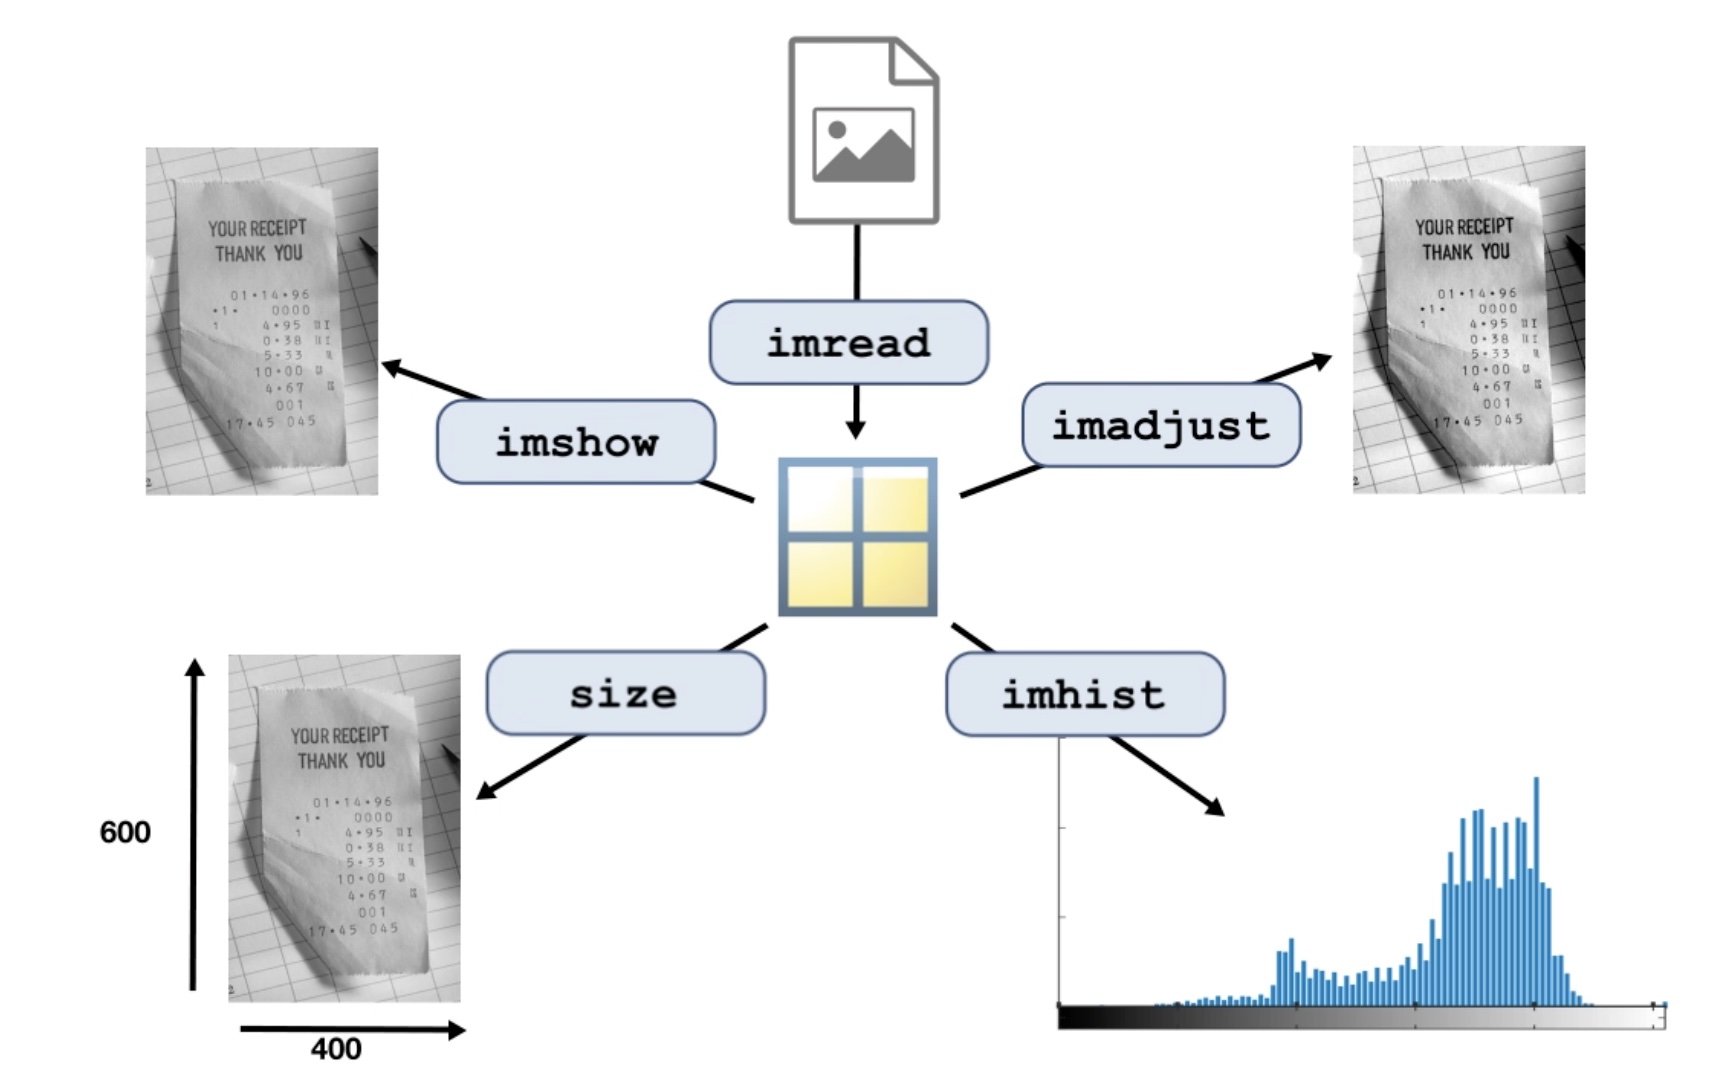 imread
imshow
imadjust
size
imhist
YOUR RECEIPT
THANK YOU
01•14•96
•1• 0000
1 4•95
0•38
5•33
10•00
4•67
001
17•45 045
YOUR RECEIPT
THANK YOU
01•14•96
•1• 0000
1 4•95
0•38
5•33
10•00
4•67
001
17•45 045
2
600
YOUR RECEIPT
THANK YOU
01•14•96
•1• 0000
1 4•95
0•38
5•33
10•00
4•67
001
17•45 045
400